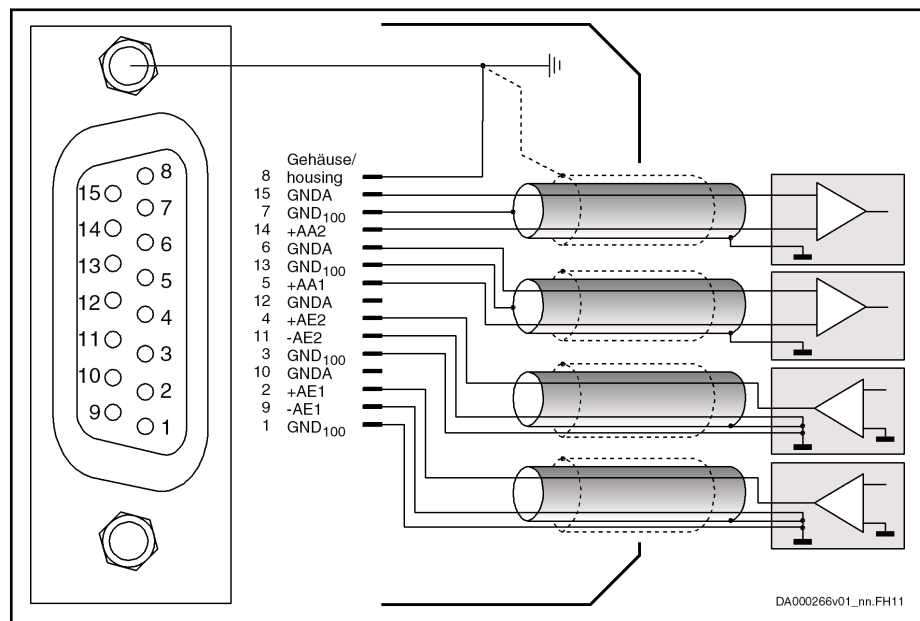 8
15
7
14
6
13
5
12
4
11
3
10
2
9
1
Gehäuse/
8 housing
15 GNDA
7 GND100
14 +AA2
6 GNDA
13 GND100
5 +AA1
12 GNDA
4 +AE2
11 -AE2
3 GND100
10 GNDA
2 +AE1
9 -AE1
1 GND100
DA000266v01_nn.FH11